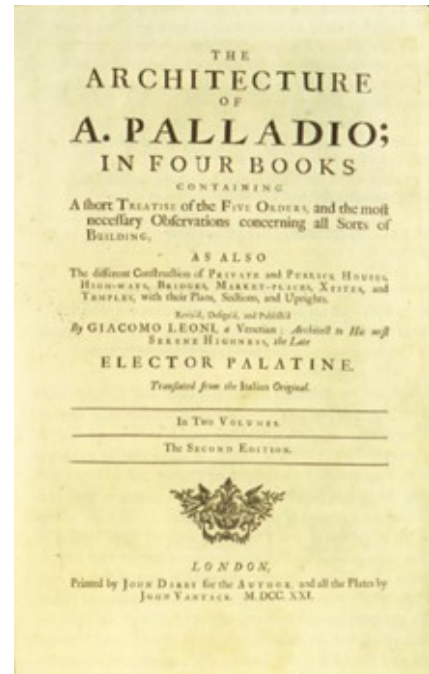 THE
ARCHITECTURE
OF
A. PALLADIO;
IN FOUR BOOKS
CONTAINING
A ſhort TREATISE of the FIVE ORDERS, and the moſt
neceſſary Obſervations concerning all Sorts of
BUILDING,
AS ALSO
The different Conſtruction of PRIVATE and PUBLICK HOUSES,
HIGH-WAYS, BRIDGES, MARKET-PLACES, XYSTES, and
TEMPLES, with their Plans, Sections, and Uprights.
Revis'd, Deſign'd, and Publiſh'd
By GIACOMO LEONI, a Venetian; Architect to His moſt
SERENE HIGHNESS, the Late
ELECTOR PALATINE.
Tranſlated from the Italian Original.
In Two VOLUMES.
The SECOND EDITION.
LONDON,
Printed by JOHN DARBY for the AUTHOR, and all the Plates by
JOHN VANTACK. M.DCC.XXI.